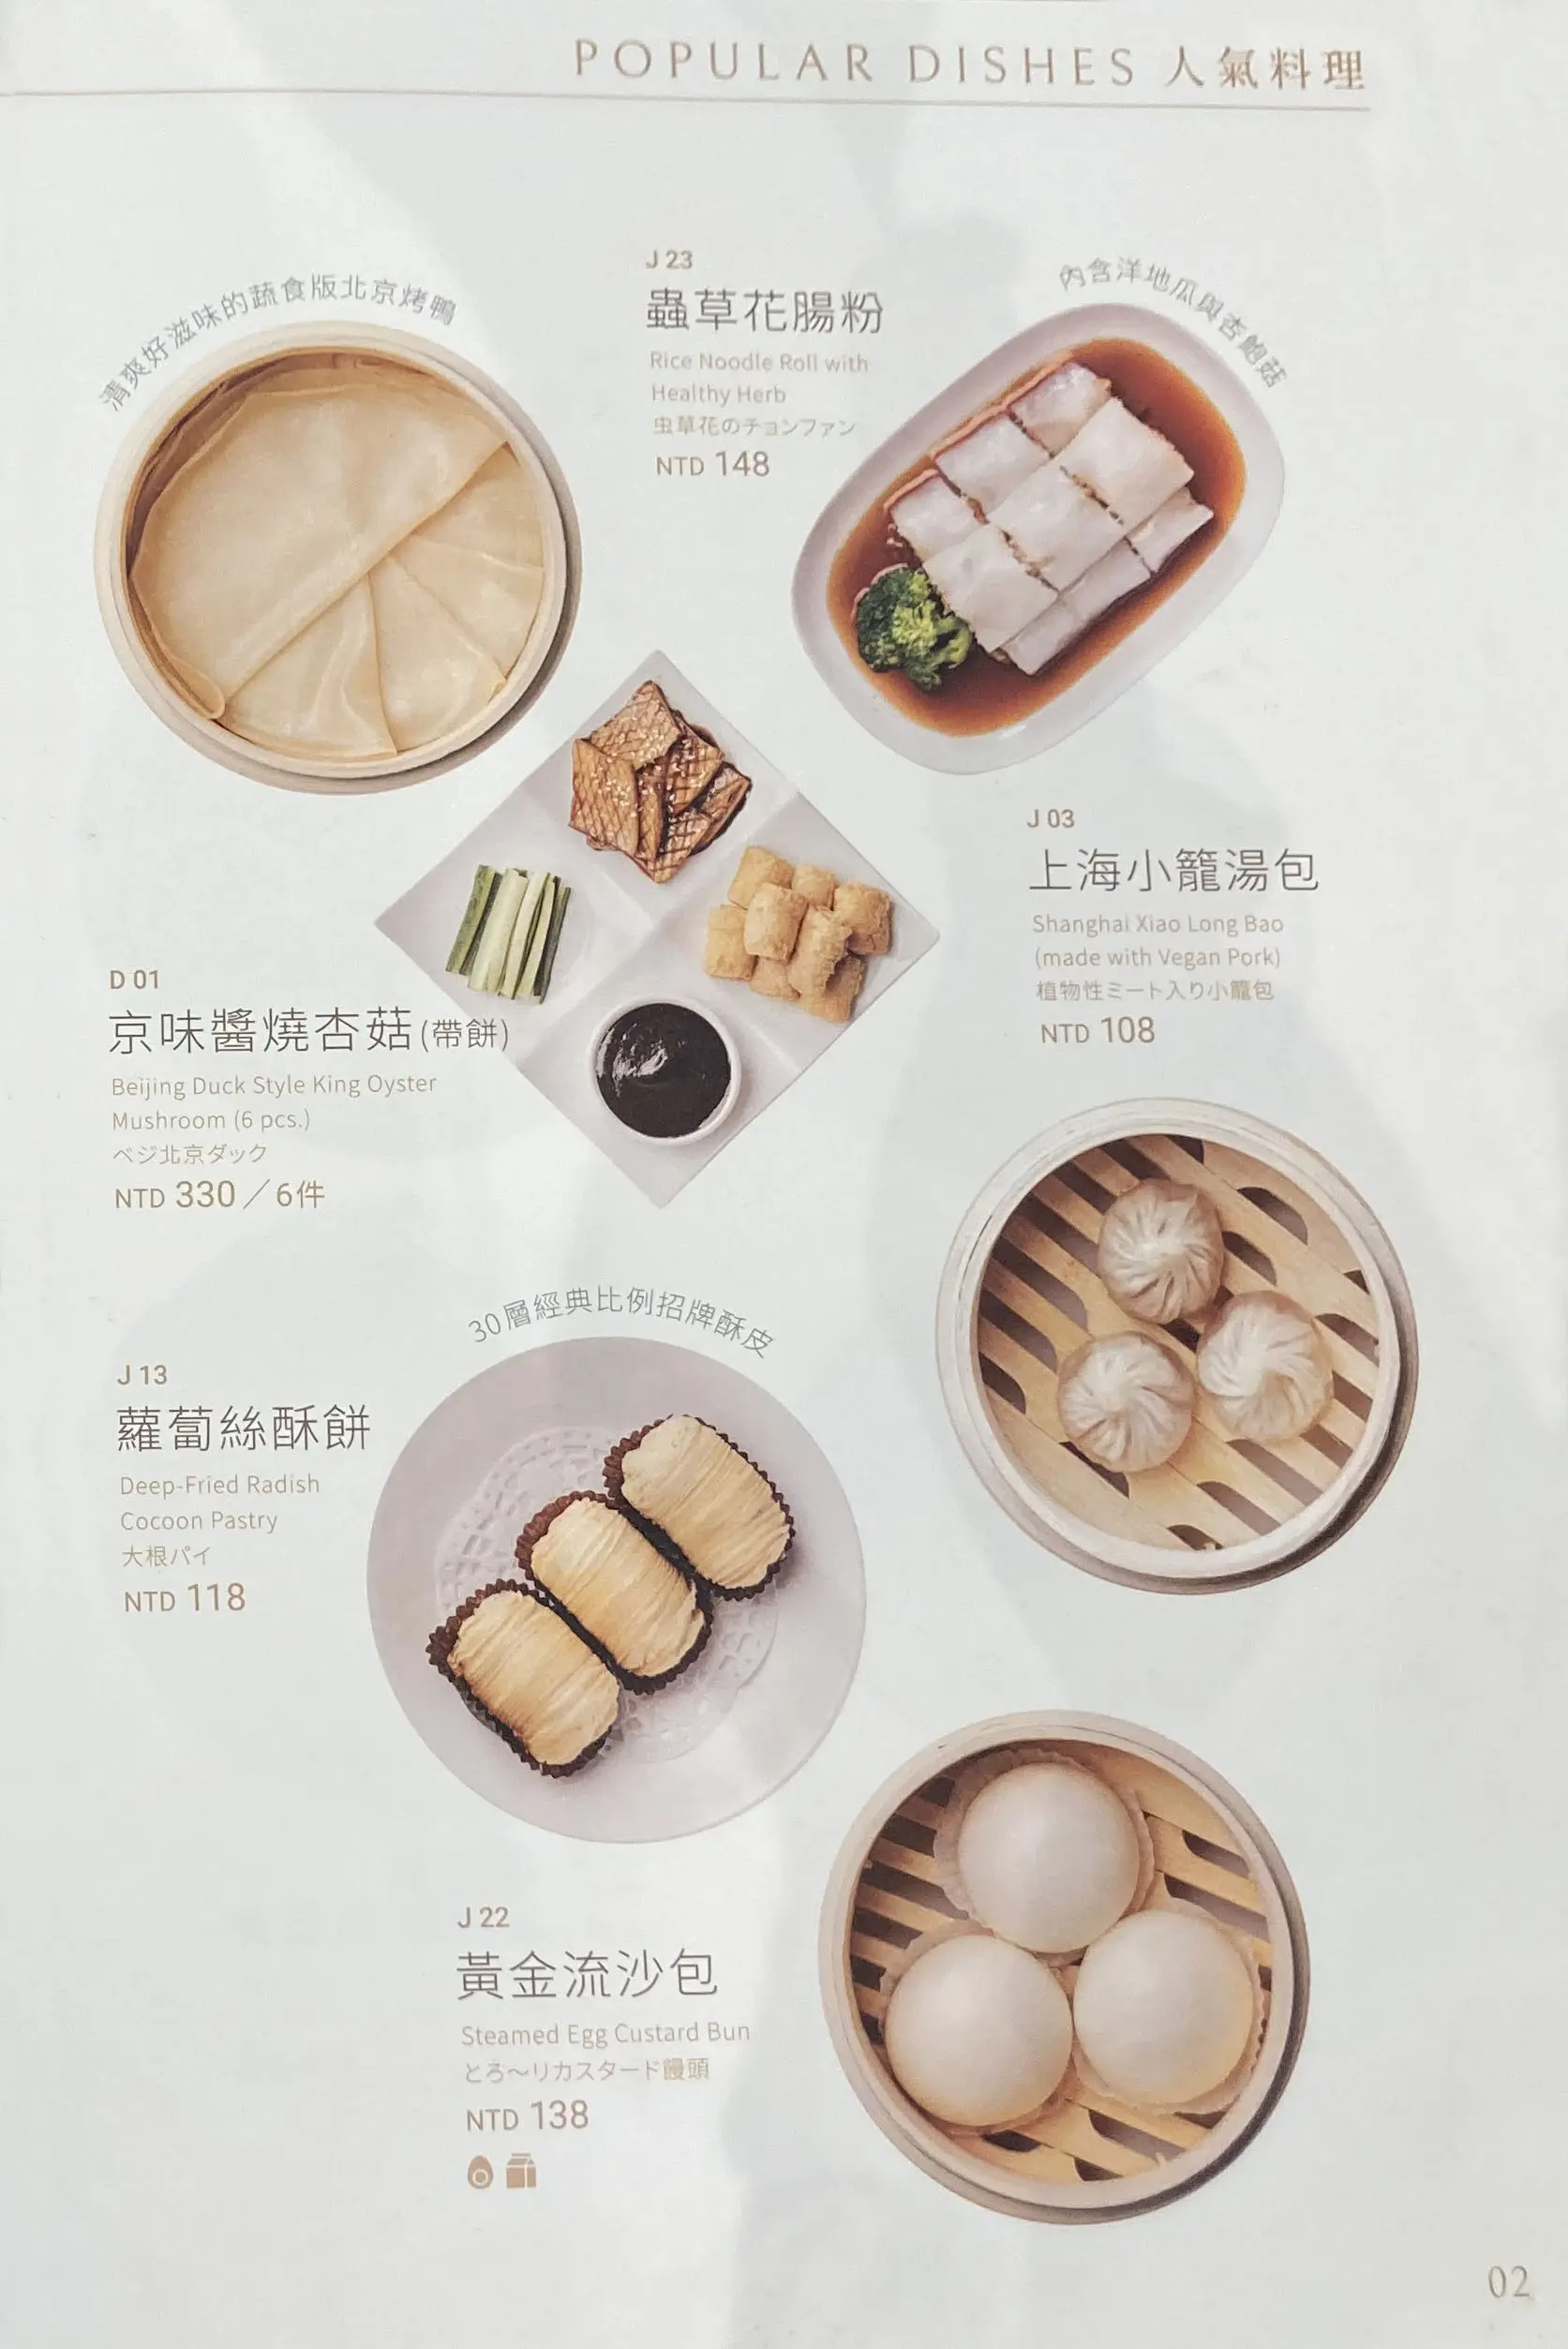 POPULAR DISHES 人氣料理
清爽好滋味的蔬食版北京烤鴨
J 23
蟲草花腸粉
Rice Noodle Roll with
Healthy Herb
虫草花のチョンファン
NTD 148
內含洋地瓜與杏鮑菇
J 03
上海小籠湯包
Shanghai Xiao Long Bao
(made with Vegan Pork)
植物性ミート入り小籠包
NTD 108
D 01
京味醬燒杏菇(帶餅)
Beijing Duck Style King Oyster
Mushroom (6 pcs.)
ベジ北京ダック
NTD 330／6件
30層經典比例招牌酥皮
J 13
蘿蔔絲酥餅
Deep-Fried Radish
Cocoon Pastry
大根パイ
NTD 118
J 22
黃金流沙包
Steamed Egg Custard Bun
とろ～リカスタード饅頭
NTD 138
02